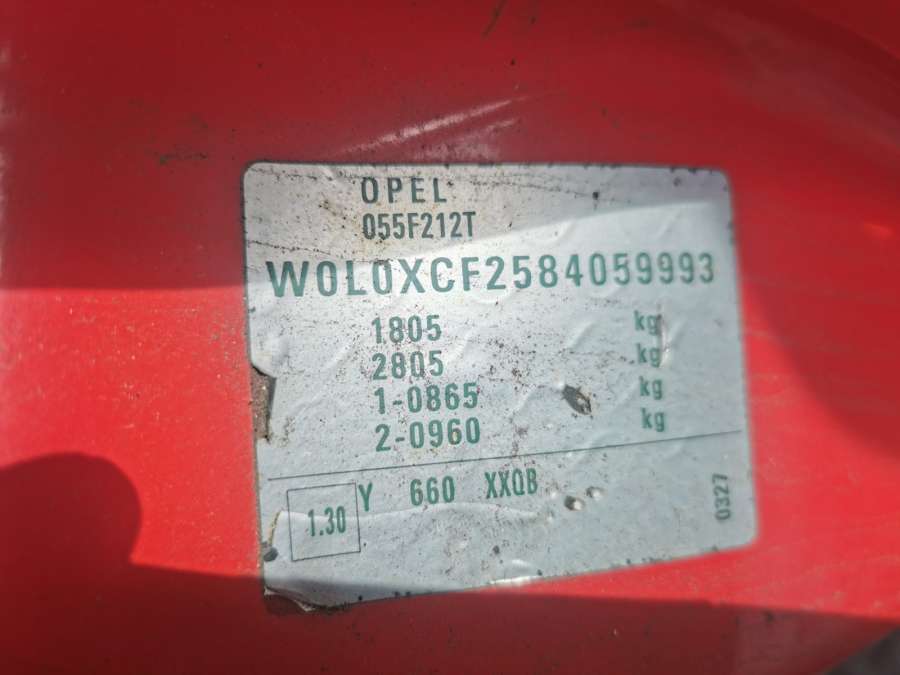 OPEL
055F212T
W0L0XCF2584059993
1805 kg
2805 kg
1-0865 kg
2-0960 kg
1.30 Y 660 XXQB
0327